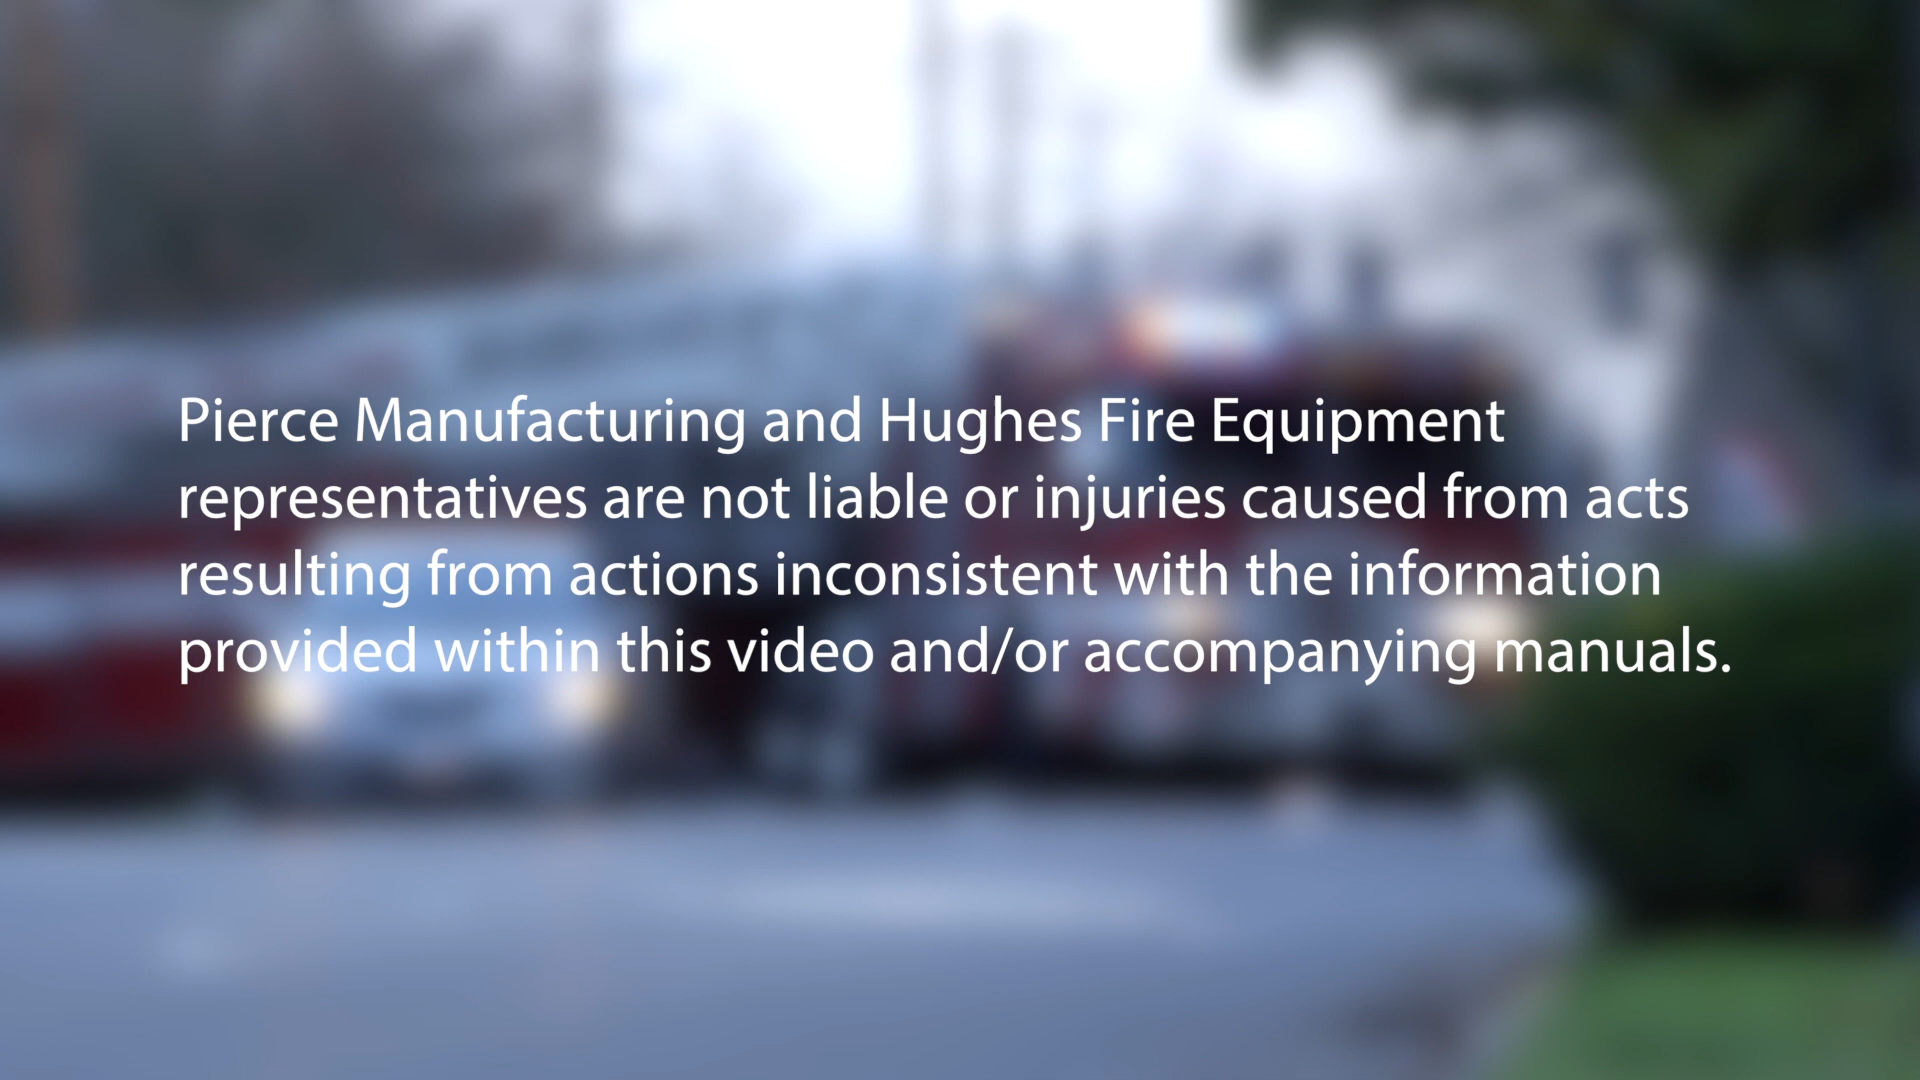 Pierce Manufacturing and Hughes Fire Equipment
representatives are not liable or injuries caused from acts
resulting from actions inconsistent with the information
provided within this video and/or accompanying manuals.